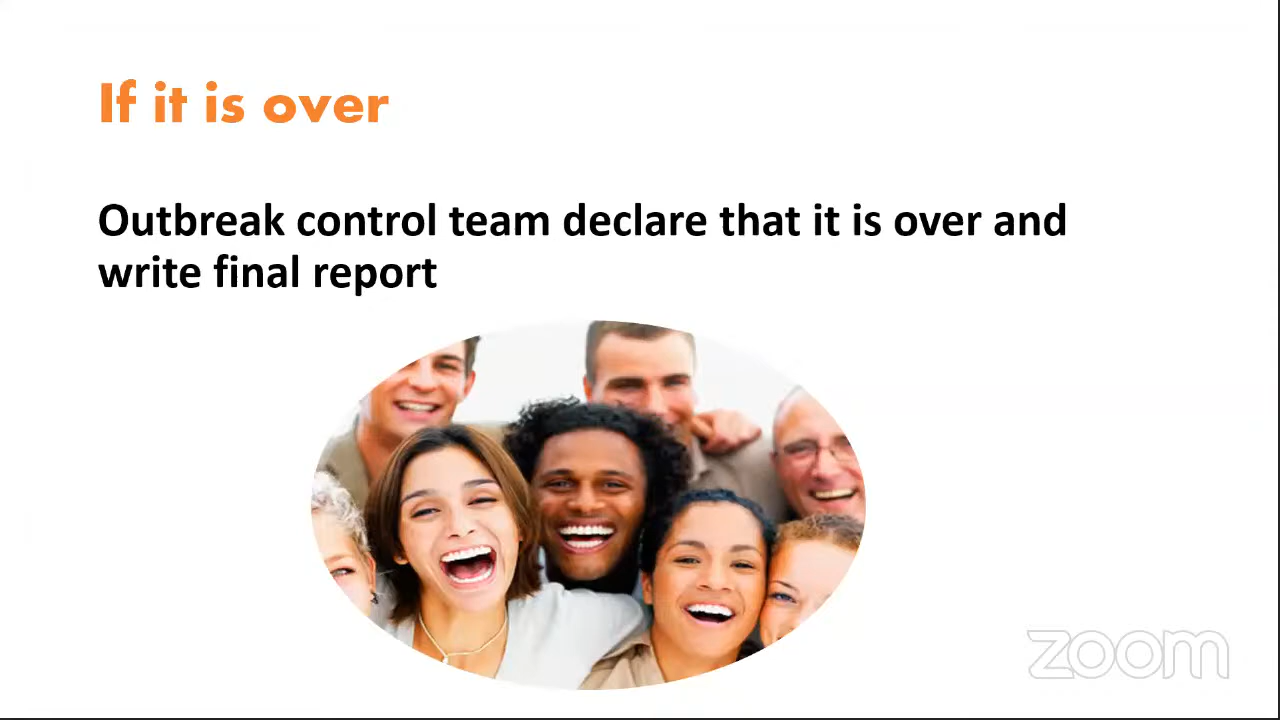 If it is over
Outbreak control team declare that it is over and
write final report
zoom